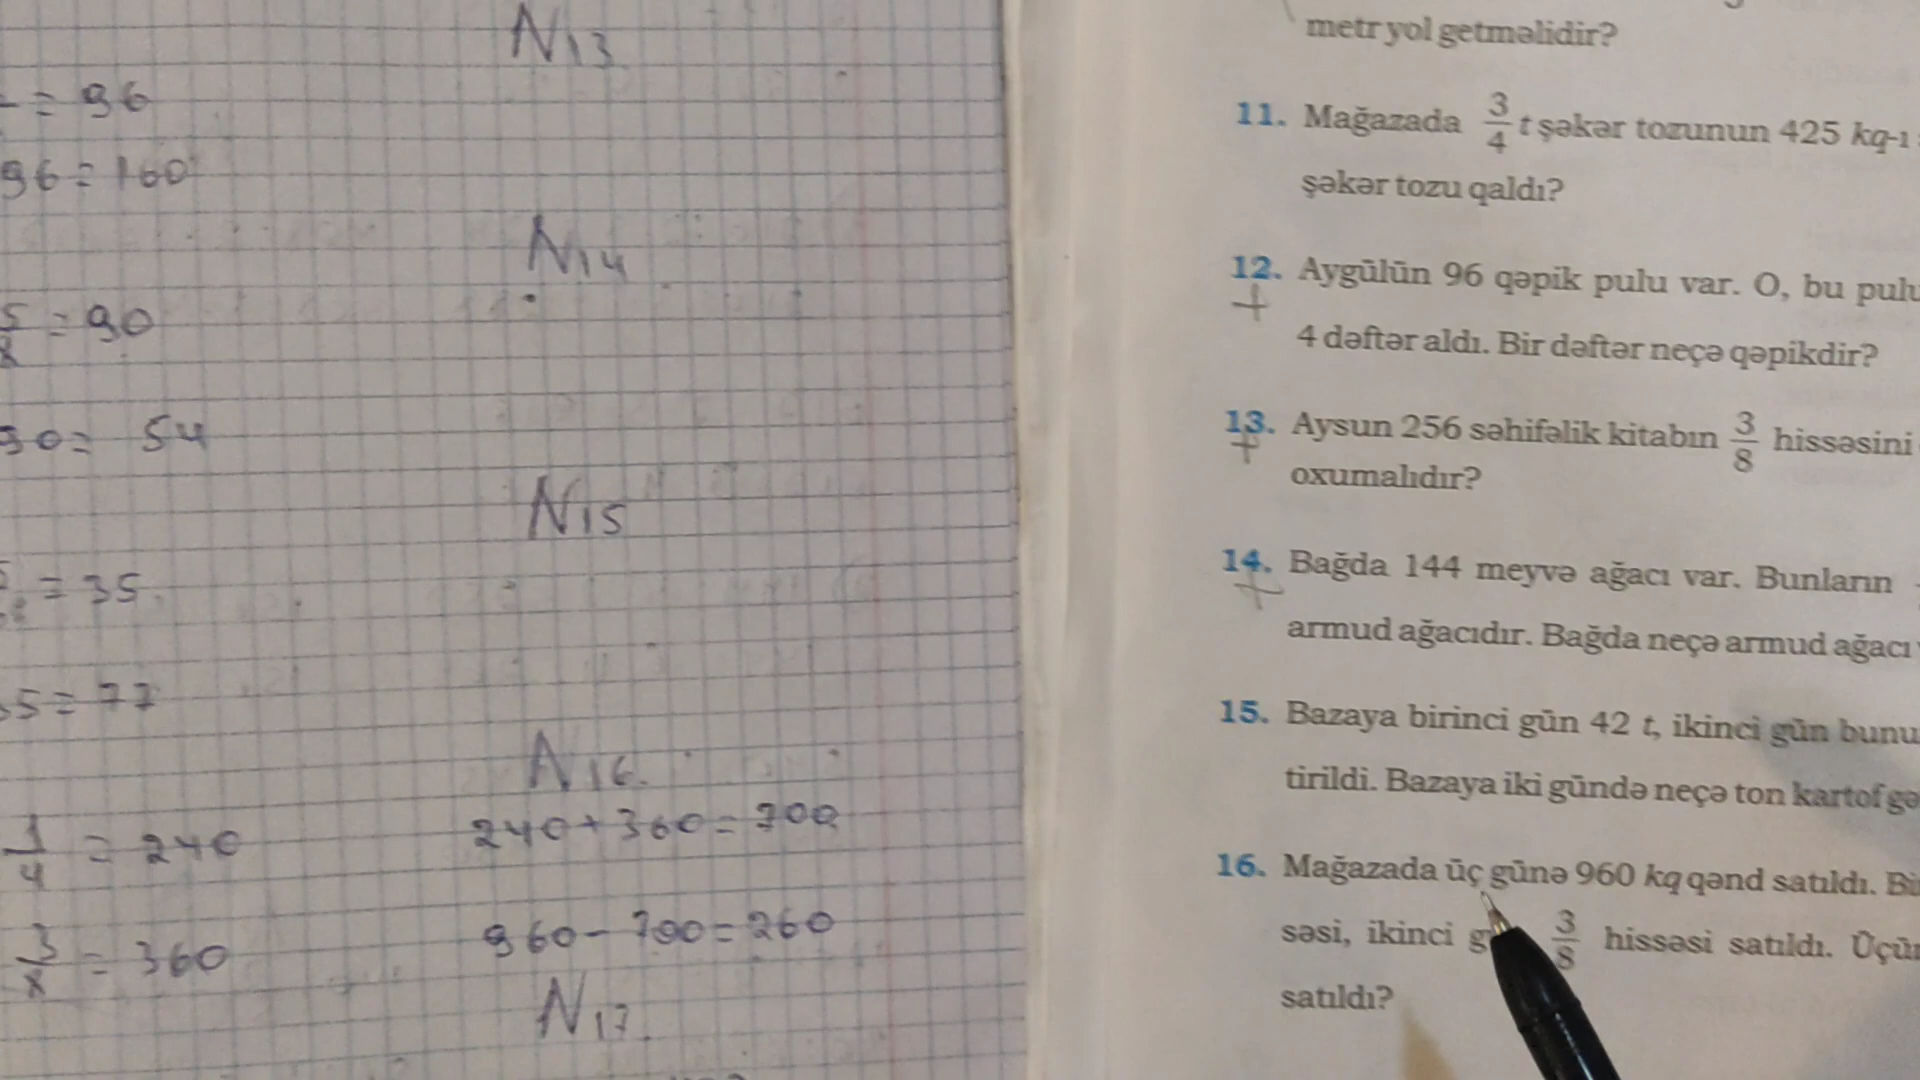 N13
= 96
96 = 160
N14
= 90
= 54
N15
= 35
5 = 77
N16.
1/4 = 240
240 + 360 = 700
3/8 = 360
960 - 700 = 260
N17.
metr yol getməlidir?
11. Mağazada 3/4 t şəkər tozunun 425 kq-ı
şəkər tozu qaldı?
12. Aygülün 96 qəpik pulu var. O, bu
+
4 dəftər aldı. Bir dəftər neçə qəpikdir?
13. Aysun 256 səhifəlik kitabın 3/8 hissəsini
+
oxumalıdır?
14. Bağda 144 meyvə ağacı var. Bunların
+
armud ağacıdır. Bağda neçə armud ağacı
15. Bazaya birinci gün 42 t, ikinci gün
tirildi. Bazaya iki gündə neçə ton kartof
16. Mağazada üç günə 960 kq qənd satıldı.
səsi, ikinci 3/8 hissəsi satıldı.
satıldı?